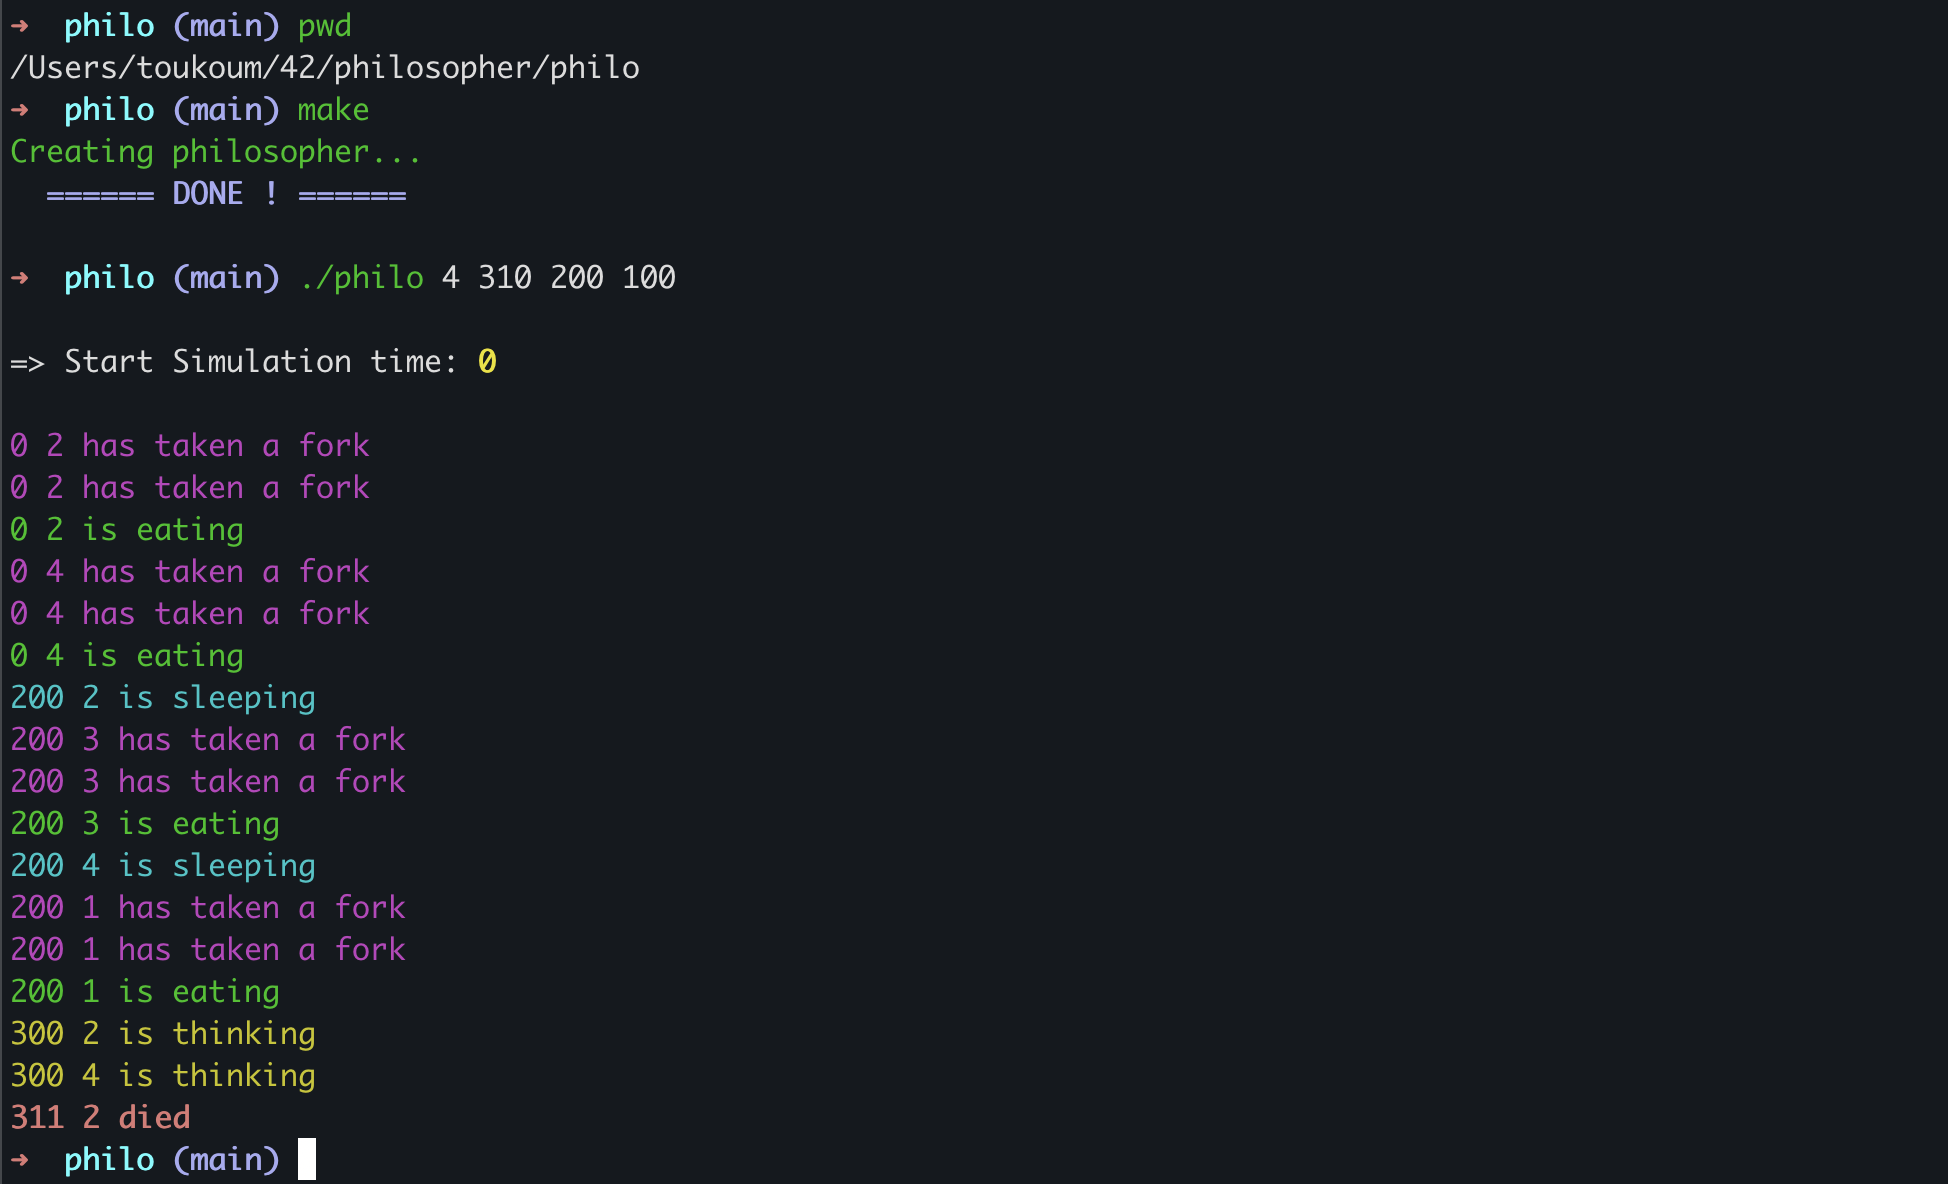 ➜  philo (main) pwd
/Users/toukoum/42/philosopher/philo
➜  philo (main) make
Creating philosopher...
  ====== DONE ! ======
➜  philo (main) ./philo 4 310 200 100
=> Start Simulation time: 0
0 2 has taken a fork
0 2 has taken a fork
0 2 is eating
0 4 has taken a fork
0 4 has taken a fork
0 4 is eating
200 2 is sleeping
200 3 has taken a fork
200 3 has taken a fork
200 3 is eating
200 4 is sleeping
200 1 has taken a fork
200 1 has taken a fork
200 1 is eating
300 2 is thinking
300 4 is thinking
311 2 died
➜  philo (main)